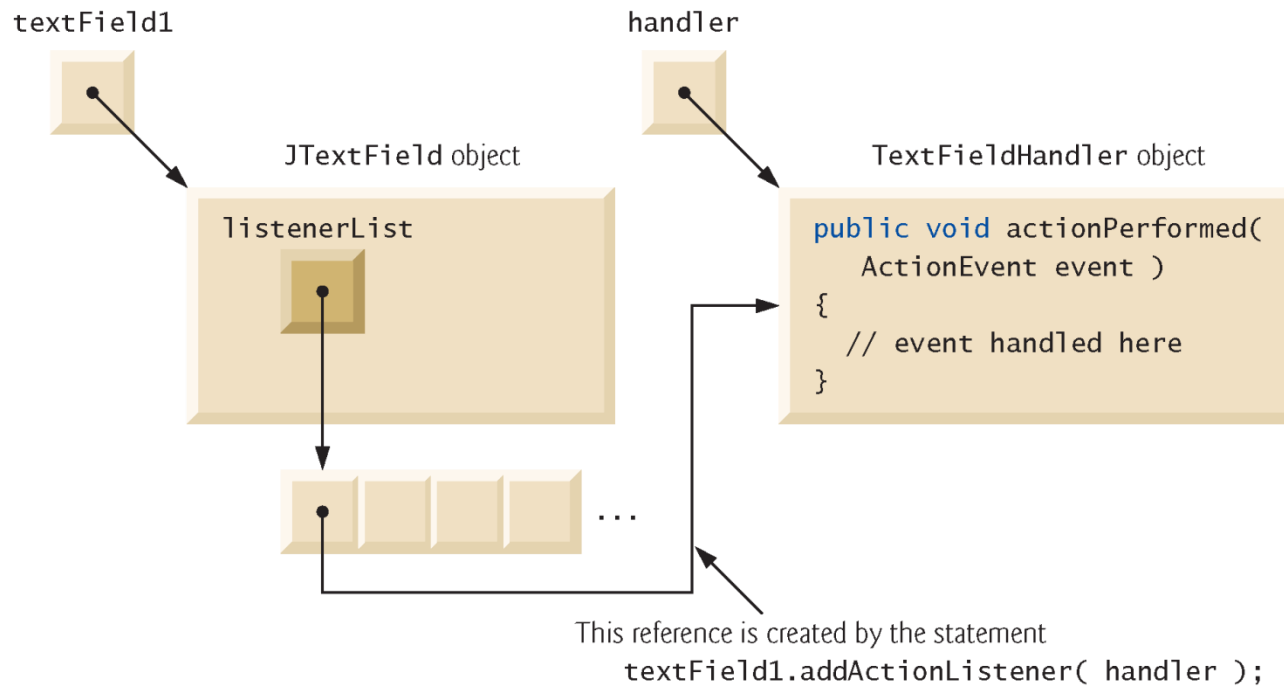 textField1
handler
JTextField object
TextFieldHandler object
listenerList
public void actionPerformed(
ActionEvent event )
{
// event handled here
}
...
This reference is created by the statement
textField1.addActionListener( handler );